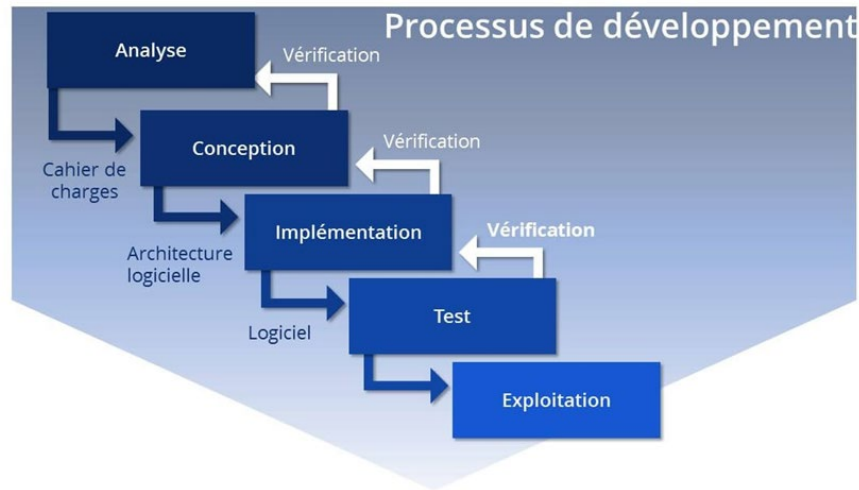 Processus de développement
Analyse
Vérification
Conception
Vérification
Cahier de
charges
Implémentation
Vérification
Architecture
logicielle
Test
Logiciel
Exploitation